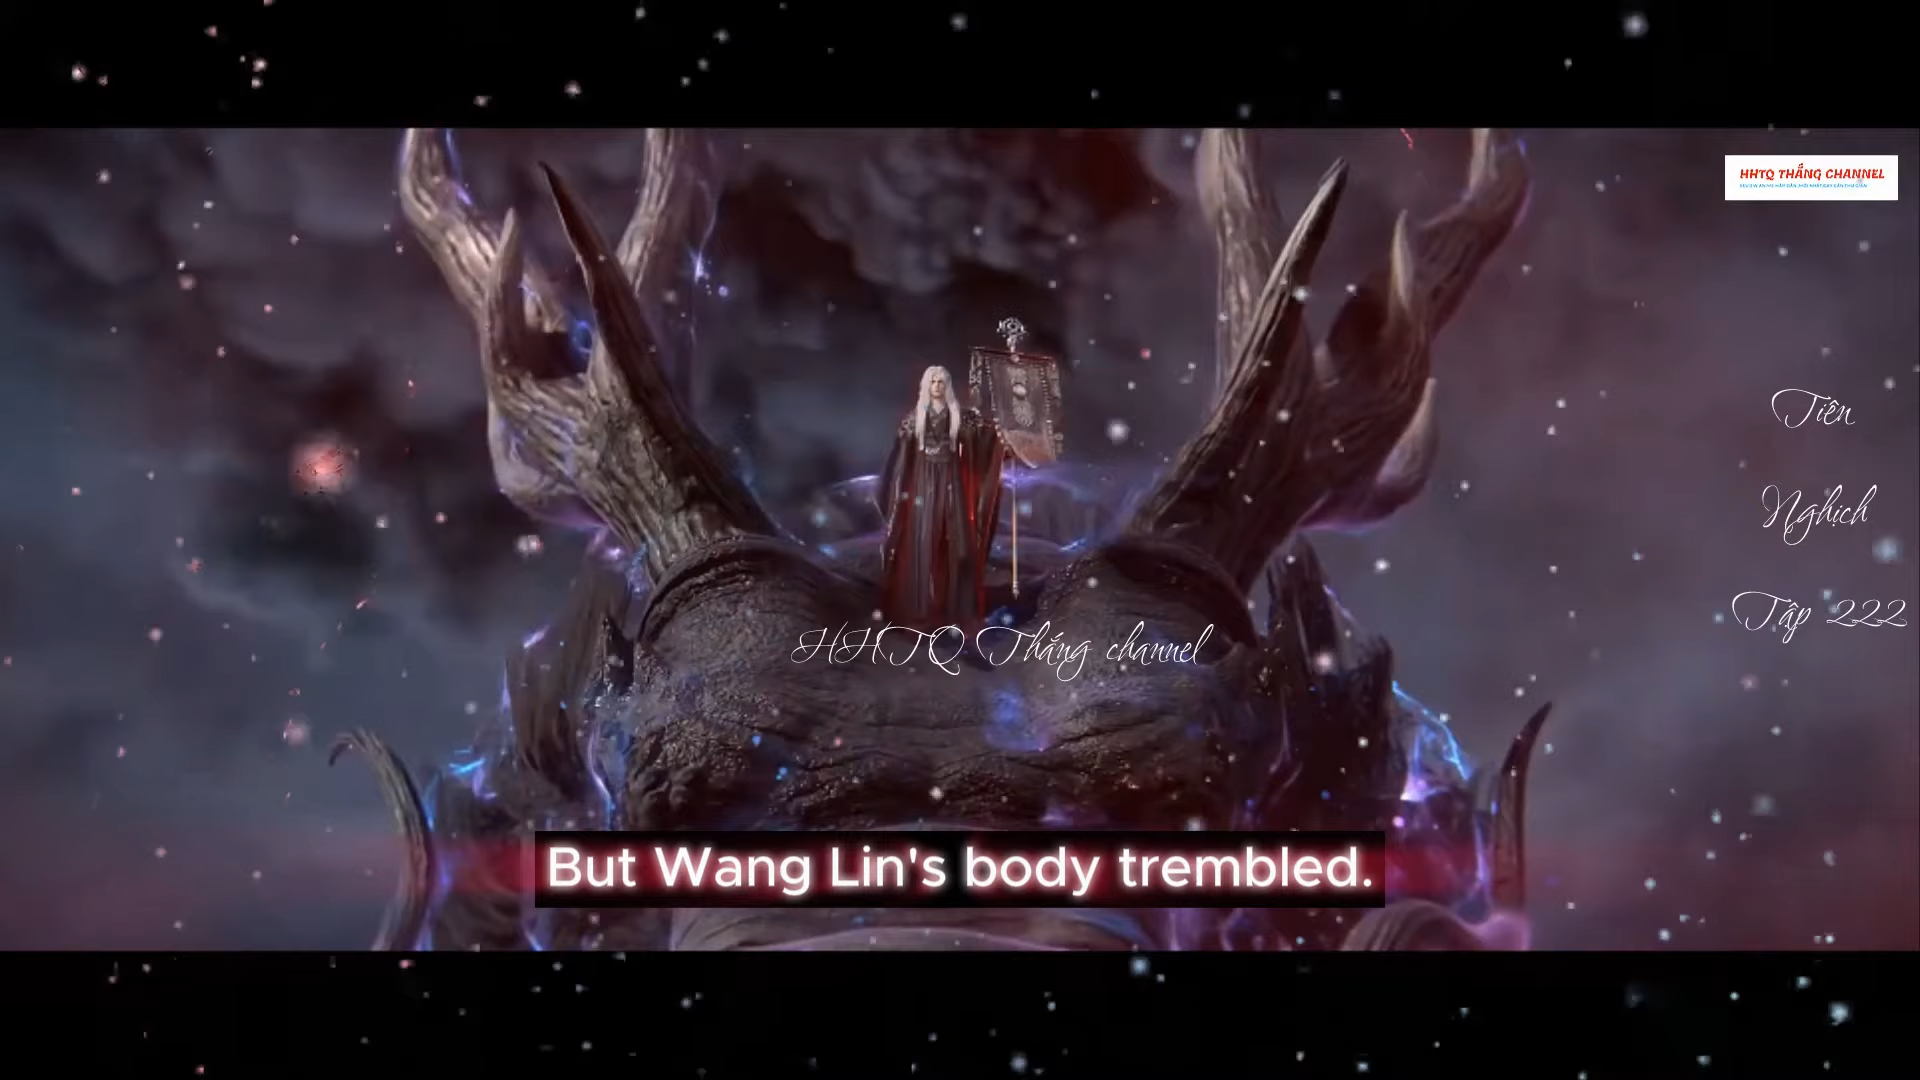 HHTQ THẮNG CHANNEL
Tiên
Nghịch
Tập 222
HHTQ Thắng channel
But Wang Lin's body trembled.